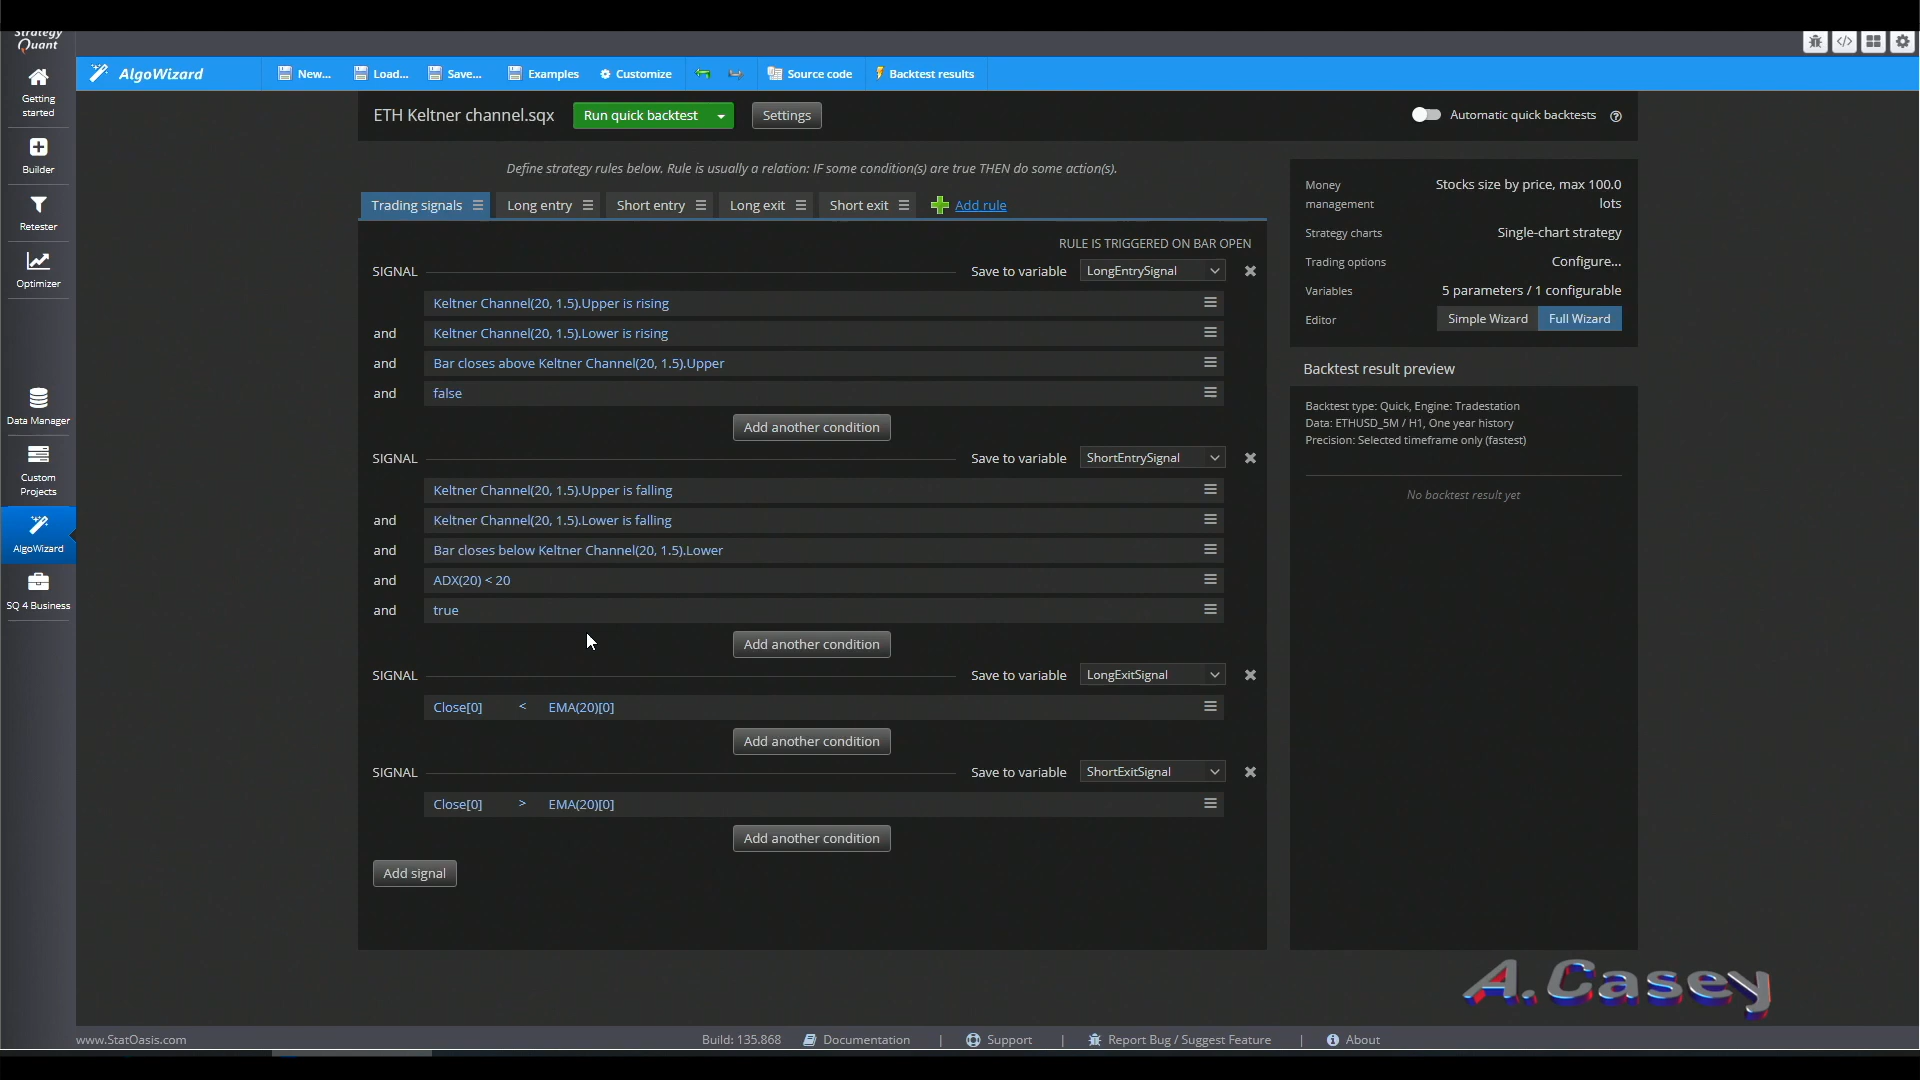 Strategy
Quant
AlgoWizard
New...
Load...
Save...
Examples
Customize
Source code
Backtest results
Getting
started
Builder
Retester
Optimizer
Data Manager
Custom
Projects
AlgoWizard
SQ 4 Business
ETH Keltner channel.sqx
Run quick backtest
Settings
Automatic quick backtests
Define strategy rules below. Rule is usually a relation: IF some condition(s) are true THEN do some action(s).
Trading signals
Long entry
Short entry
Long exit
Short exit
Add rule
RULE IS TRIGGERED ON BAR OPEN
SIGNAL Save to variable LongEntrySignal
Keltner Channel(20, 1.5).Upper is rising
and Keltner Channel(20, 1.5).Lower is rising
and Bar closes above Keltner Channel(20, 1.5).Upper
and false
Add another condition
SIGNAL Save to variable ShortEntrySignal
Keltner Channel(20, 1.5).Upper is falling
and Keltner Channel(20, 1.5).Lower is falling
and Bar closes below Keltner Channel(20, 1.5).Lower
and ADX(20) < 20
and true
Add another condition
SIGNAL Save to variable LongExitSignal
Close[0] < EMA(20)[0]
Add another condition
SIGNAL Save to variable ShortExitSignal
Close[0] > EMA(20)[0]
Add another condition
Add signal
Money
management
Stocks size by price, max 100.0
lots
Strategy charts Single-chart strategy
Trading options Configure...
Variables 5 parameters / 1 configurable
Editor Simple Wizard Full Wizard
Backtest result preview
Backtest type: Quick, Engine: Tradestation
Data: ETHUSD_5M / H1, One year history
Precision: Selected timeframe only (fastest)
No backtest result yet
A.Casey
www.StatOasis.com
Build: 135.868
Documentation | Support | Report Bug / Suggest Feature | About